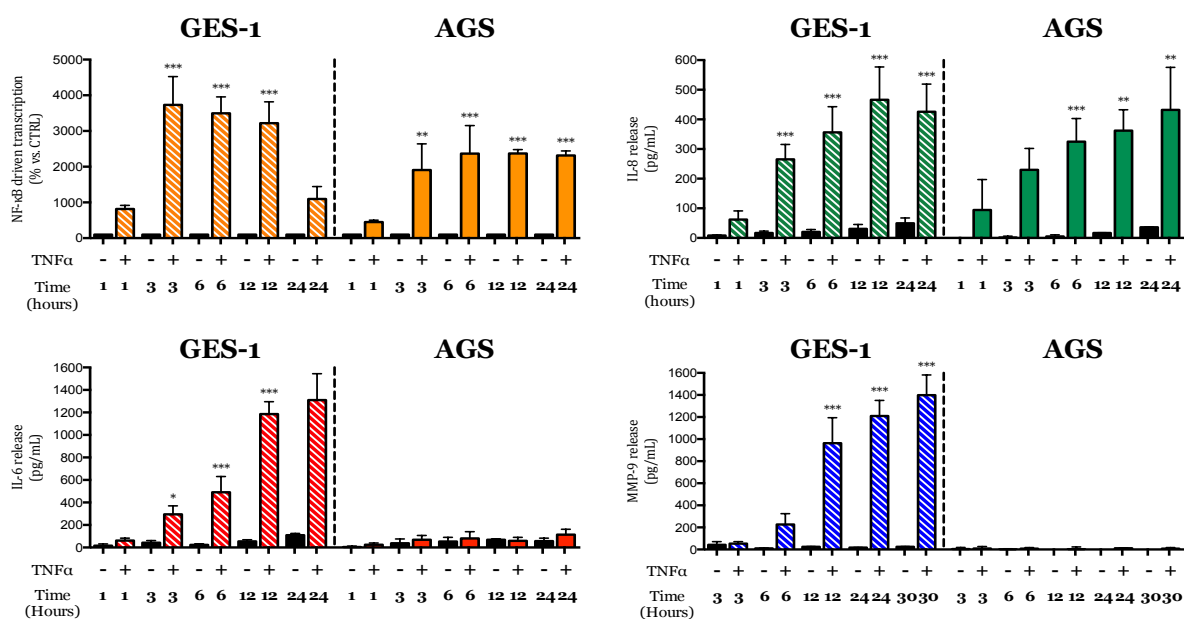 GES-1 AGS
NF-κB driven transcription
(% vs. CTRL)
5000
4000
3000
2000
1000
0
*** *** *** ** *** *** ***
TNFα - + - + - + - + - + - + - + - + - + - +
Time
(hours)
1 1 3 3 6 6 12 12 24 24 1 1 3 3 6 6 12 12 24 24
GES-1 AGS
IL-8 release
(pg/mL)
600
500
400
300
200
100
0
*** *** *** *** *** ** **
TNFα - + - + - + - + - + - + - + - + - + - +
Time
(hours)
1 1 3 3 6 6 12 12 24 24 1 1 3 3 6 6 12 12 24 24
GES-1 AGS
IL-6 release
(pg/mL)
1600
1400
1200
1000
800
600
400
200
0
* *** ***
TNFα - + - + - + - + - + - + - + - + - + - +
Time
(Hours)
1 1 3 3 6 6 12 12 24 24 1 1 3 3 6 6 12 12 24 24
GES-1 AGS
MMP-9 release
(pg/mL)
1600
1400
1200
1000
800
600
400
200
0
*** *** ***
TNFα - + - + - + - + - + - + - + - + - + - +
Time
(Hours)
3 3 6 6 12 12 24 24 30 30 3 3 6 6 12 12 24 24 30 30